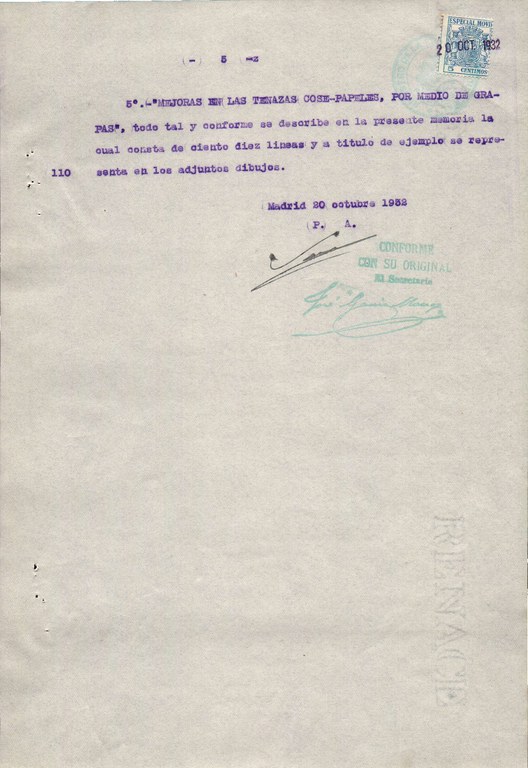 ESPECIAL MOVIL
20 OCT. 1932
5 CENTIMOS
(- 5 -z
5º.-"MEJORAS EN LAS TENAZAS COSE-PAPELES, POR MEDIO DE GRA-
PAS", todo tal y conforme se describe en la presente memoria la
cual consta de ciento diez lineas y a titulo de ejemplo se repre-
110 senta en los adjuntos dibujos.
Madrid 20 octubre 1932
(P. A.
CONFORME
CON SU ORIGINAL
El Secretario